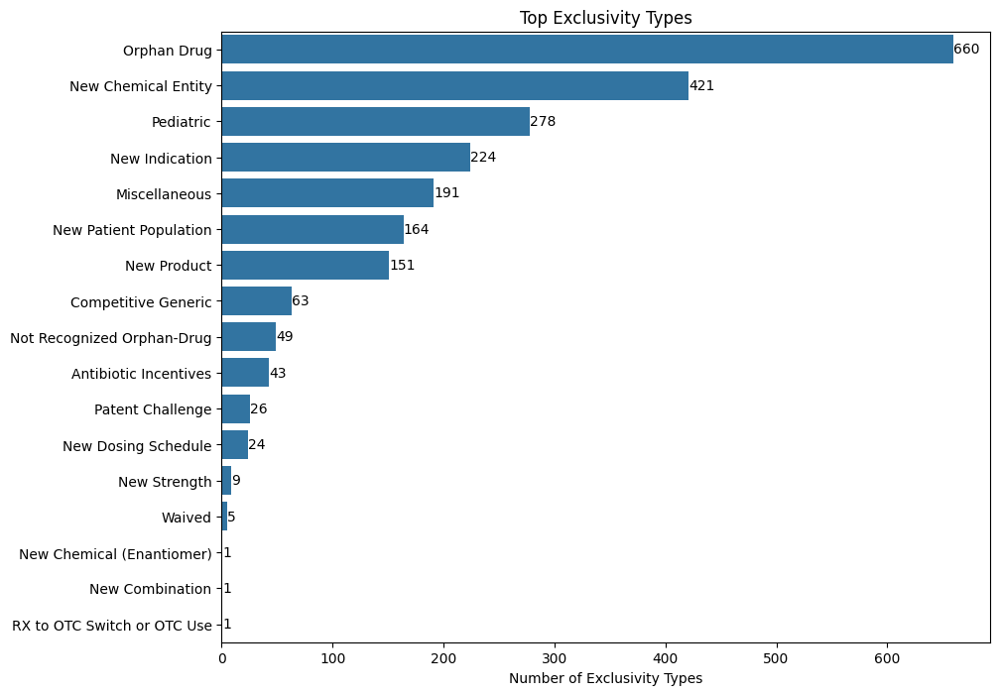 Top Exclusivity Types
Orphan Drug 660
New Chemical Entity 421
Pediatric 278
New Indication 224
Miscellaneous 191
New Patient Population 164
New Product 151
Competitive Generic 63
Not Recognized Orphan-Drug 49
Antibiotic Incentives 43
Patent Challenge 26
New Dosing Schedule 24
New Strength 9
Waived 5
New Chemical (Enantiomer) 1
New Combination 1
RX to OTC Switch or OTC Use 1
0 100 200 300 400 500 600
Number of Exclusivity Types